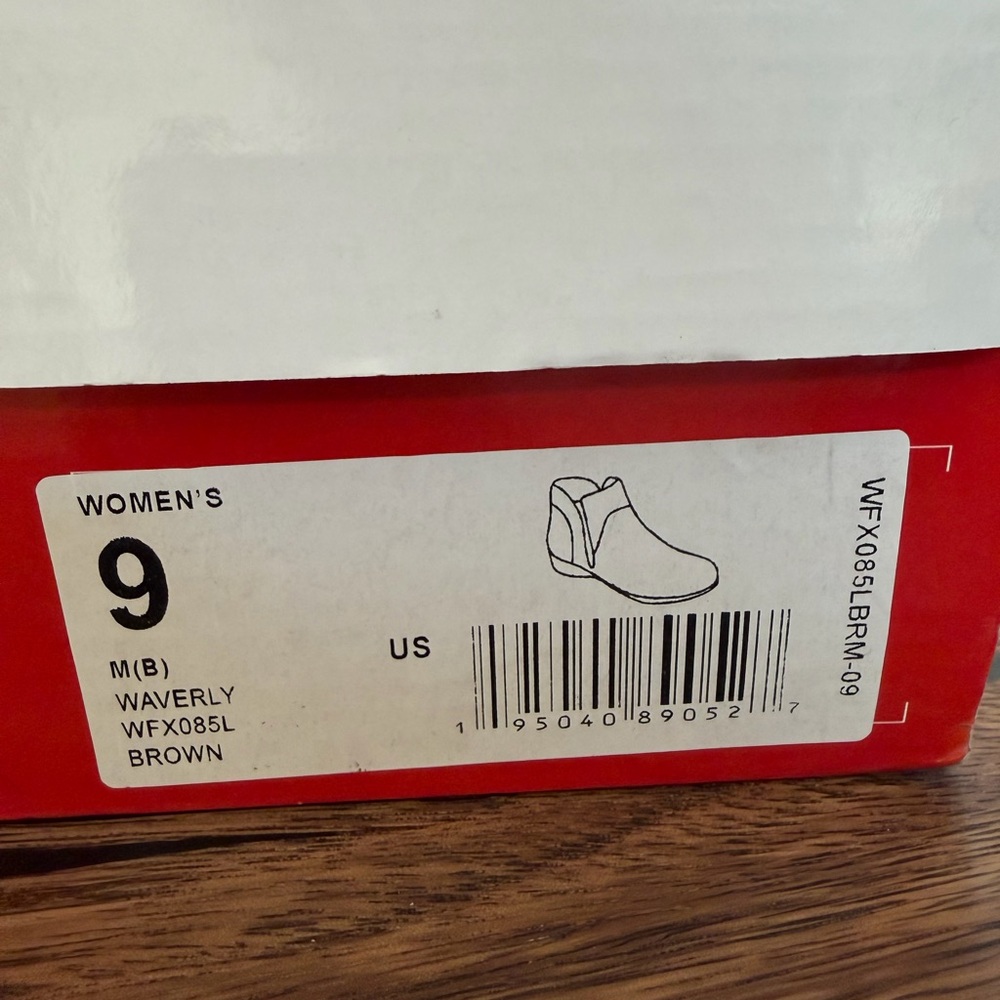 WOMEN'S
9
M(B)
WAVERLY
WFX085L
BROWN
US
1 95040 89052 7
WFX085LBRM-09